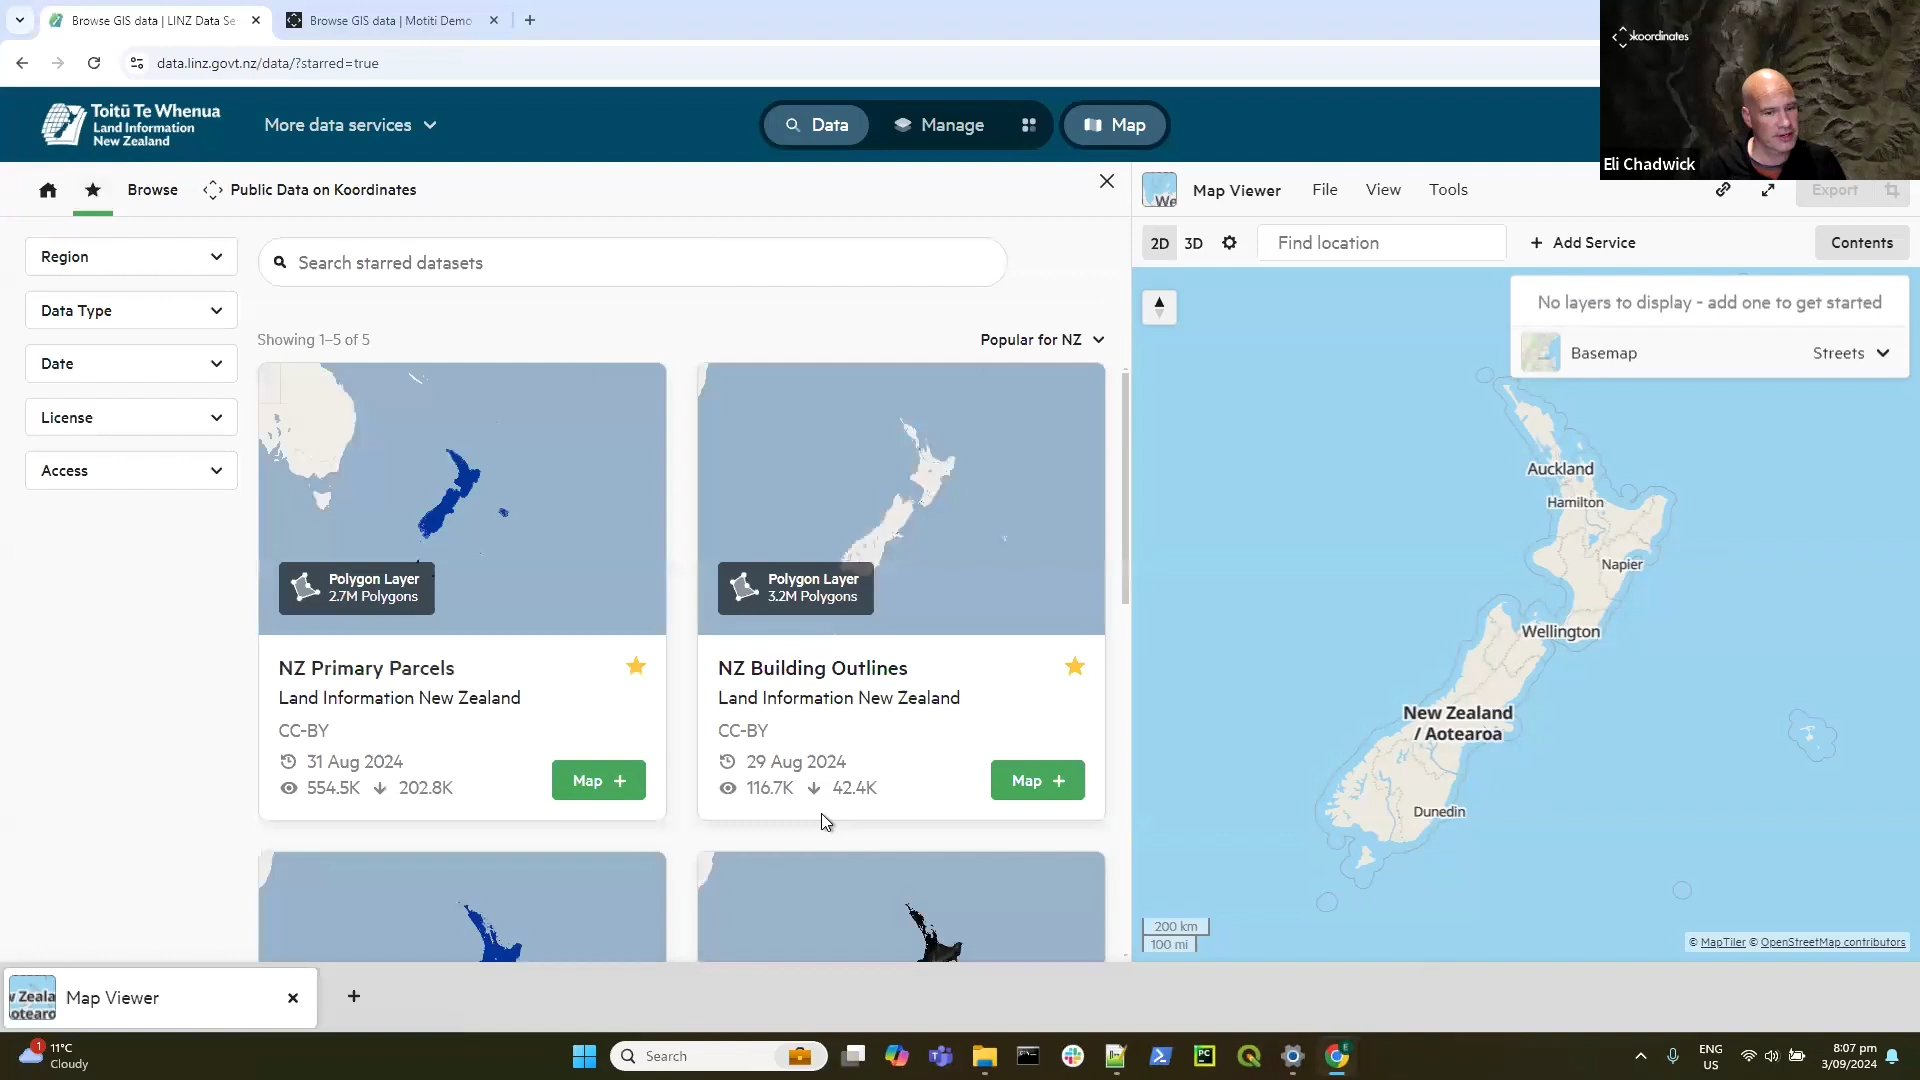 Browse GIS data | LINZ Data Se
Browse GIS data | Motiti Demo
data.linz.govt.nz/data/?starred=true
koordinates
Eli Chadwick
Toitū Te Whenua
Land Information
New Zealand
More data services
Data
Manage
Map
Browse
Public Data on Koordinates
Map Viewer
File
View
Tools
Export
2D
3D
Find location
Add Service
Contents
Region
Data Type
Date
License
Access
Search starred datasets
Showing 1–5 of 5
Popular for NZ
Polygon Layer
2.7M Polygons
NZ Primary Parcels
Land Information New Zealand
CC-BY
31 Aug 2024
554.5K
202.8K
Map +
Polygon Layer
3.2M Polygons
NZ Building Outlines
Land Information New Zealand
CC-BY
29 Aug 2024
116.7K
42.4K
Map +
No layers to display - add one to get started
Basemap
Streets
Auckland
Hamilton
Napier
Wellington
New Zealand
/ Aotearoa
Dunedin
200 km
100 mi
© MapTiler © OpenStreetMap contributors
Map Viewer
1
11°C
Cloudy
Search
ENG
US
8:07 pm
3/09/2024